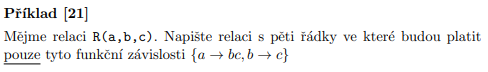 Příklad [21]
Mějme relaci R(a,b,c). Napište relaci s pěti řádky ve které budou platit
pouze tyto funkční závislosti {a → bc, b → c}